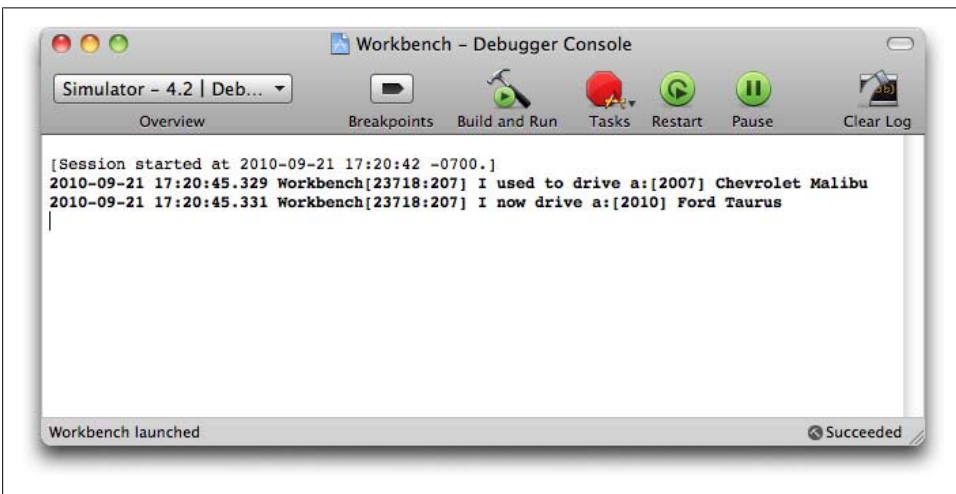 Workbench – Debugger Console
Simulator – 4.2 | Deb...
Overview
Breakpoints
Build and Run
Tasks
Restart
Pause
Clear Log
[Session started at 2010-09-21 17:20:42 -0700.]
2010-09-21 17:20:45.329 Workbench[23718:207] I used to drive a:[2007] Chevrolet Malibu
2010-09-21 17:20:45.331 Workbench[23718:207] I now drive a:[2010] Ford Taurus
Workbench launched
Succeeded